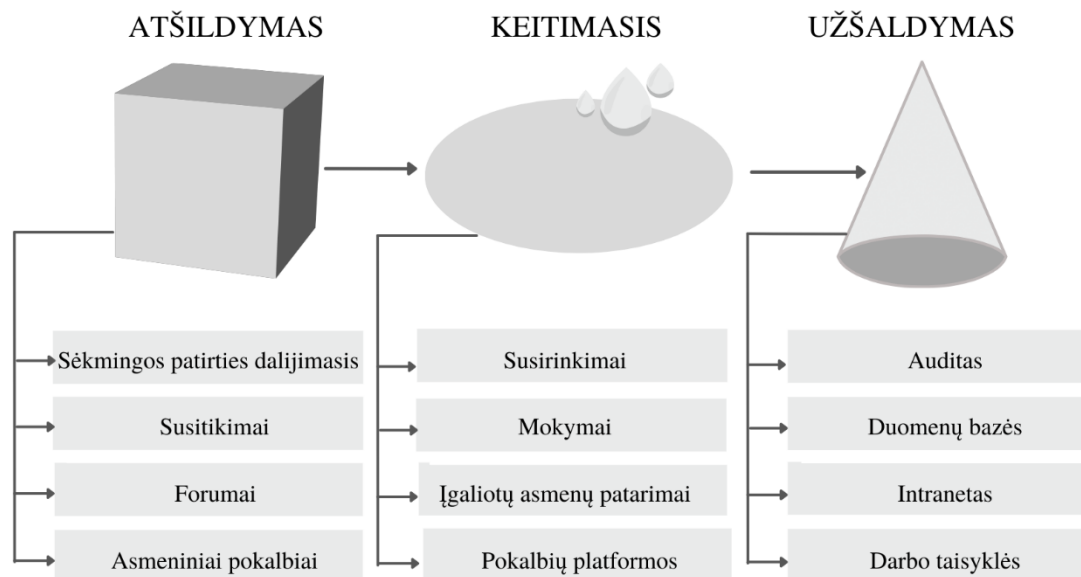 ATŠILDYMAS
KEITIMASIS
UŽŠALDYMAS
Sėkmingos patirties dalijimasis
Susitikimai
Forumai
Asmeniniai pokalbiai
Susirinkimai
Mokymai
Įgaliotų asmenų patarimai
Pokalbių platformos
Auditas
Duomenų bazės
Intranetas
Darbo taisyklės